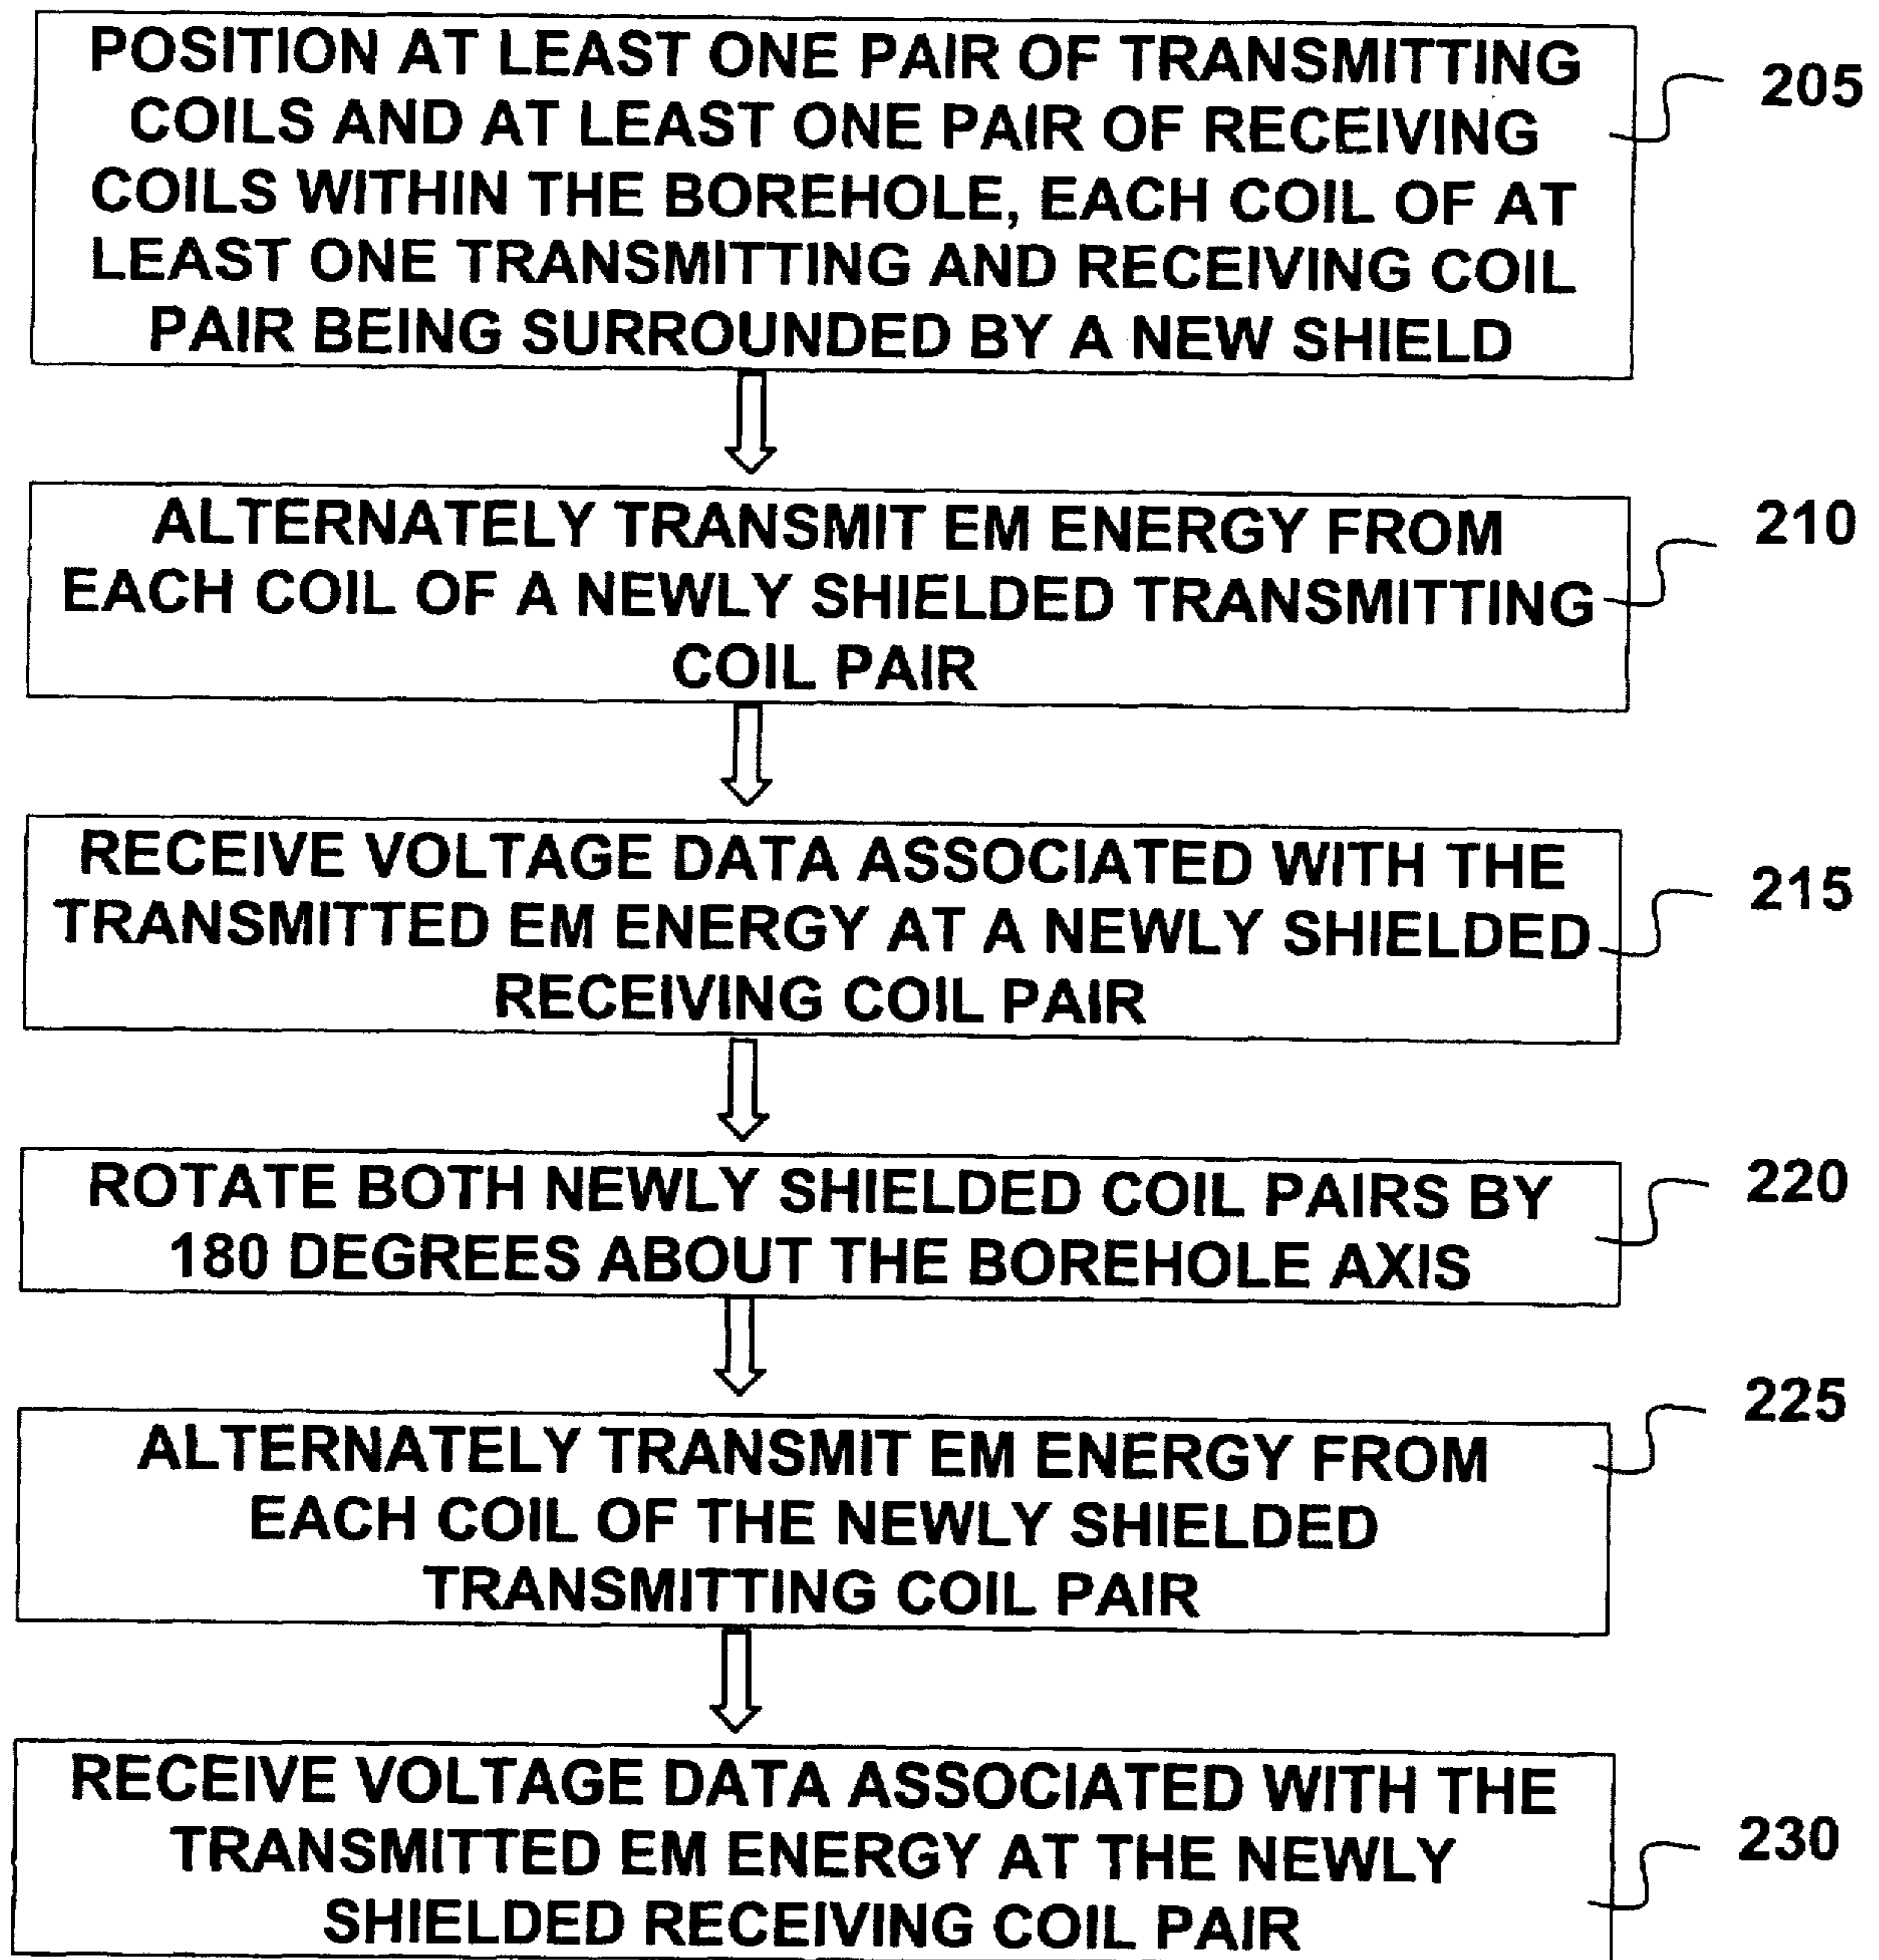 POSITION AT LEAST ONE PAIR OF TRANSMITTING
COILS AND AT LEAST ONE PAIR OF RECEIVING
COILS WITHIN THE BOREHOLE, EACH COIL OF AT
LEAST ONE TRANSMITTING AND RECEIVING COIL
PAIR BEING SURROUNDED BY A NEW SHIELD
205
ALTERNATELY TRANSMIT EM ENERGY FROM
EACH COIL OF A NEWLY SHIELDED TRANSMITTING
COIL PAIR
210
RECEIVE VOLTAGE DATA ASSOCIATED WITH THE
TRANSMITTED EM ENERGY AT A NEWLY SHIELDED
RECEIVING COIL PAIR
215
ROTATE BOTH NEWLY SHIELDED COIL PAIRS BY
180 DEGREES ABOUT THE BOREHOLE AXIS
220
ALTERNATELY TRANSMIT EM ENERGY FROM
EACH COIL OF THE NEWLY SHIELDED
TRANSMITTING COIL PAIR
225
RECEIVE VOLTAGE DATA ASSOCIATED WITH THE
TRANSMITTED EM ENERGY AT THE NEWLY
SHIELDED RECEIVING COIL PAIR
230